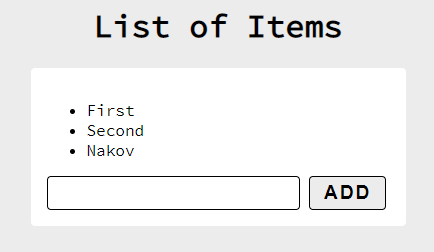 List of Items
First
Second
Nakov
ADD